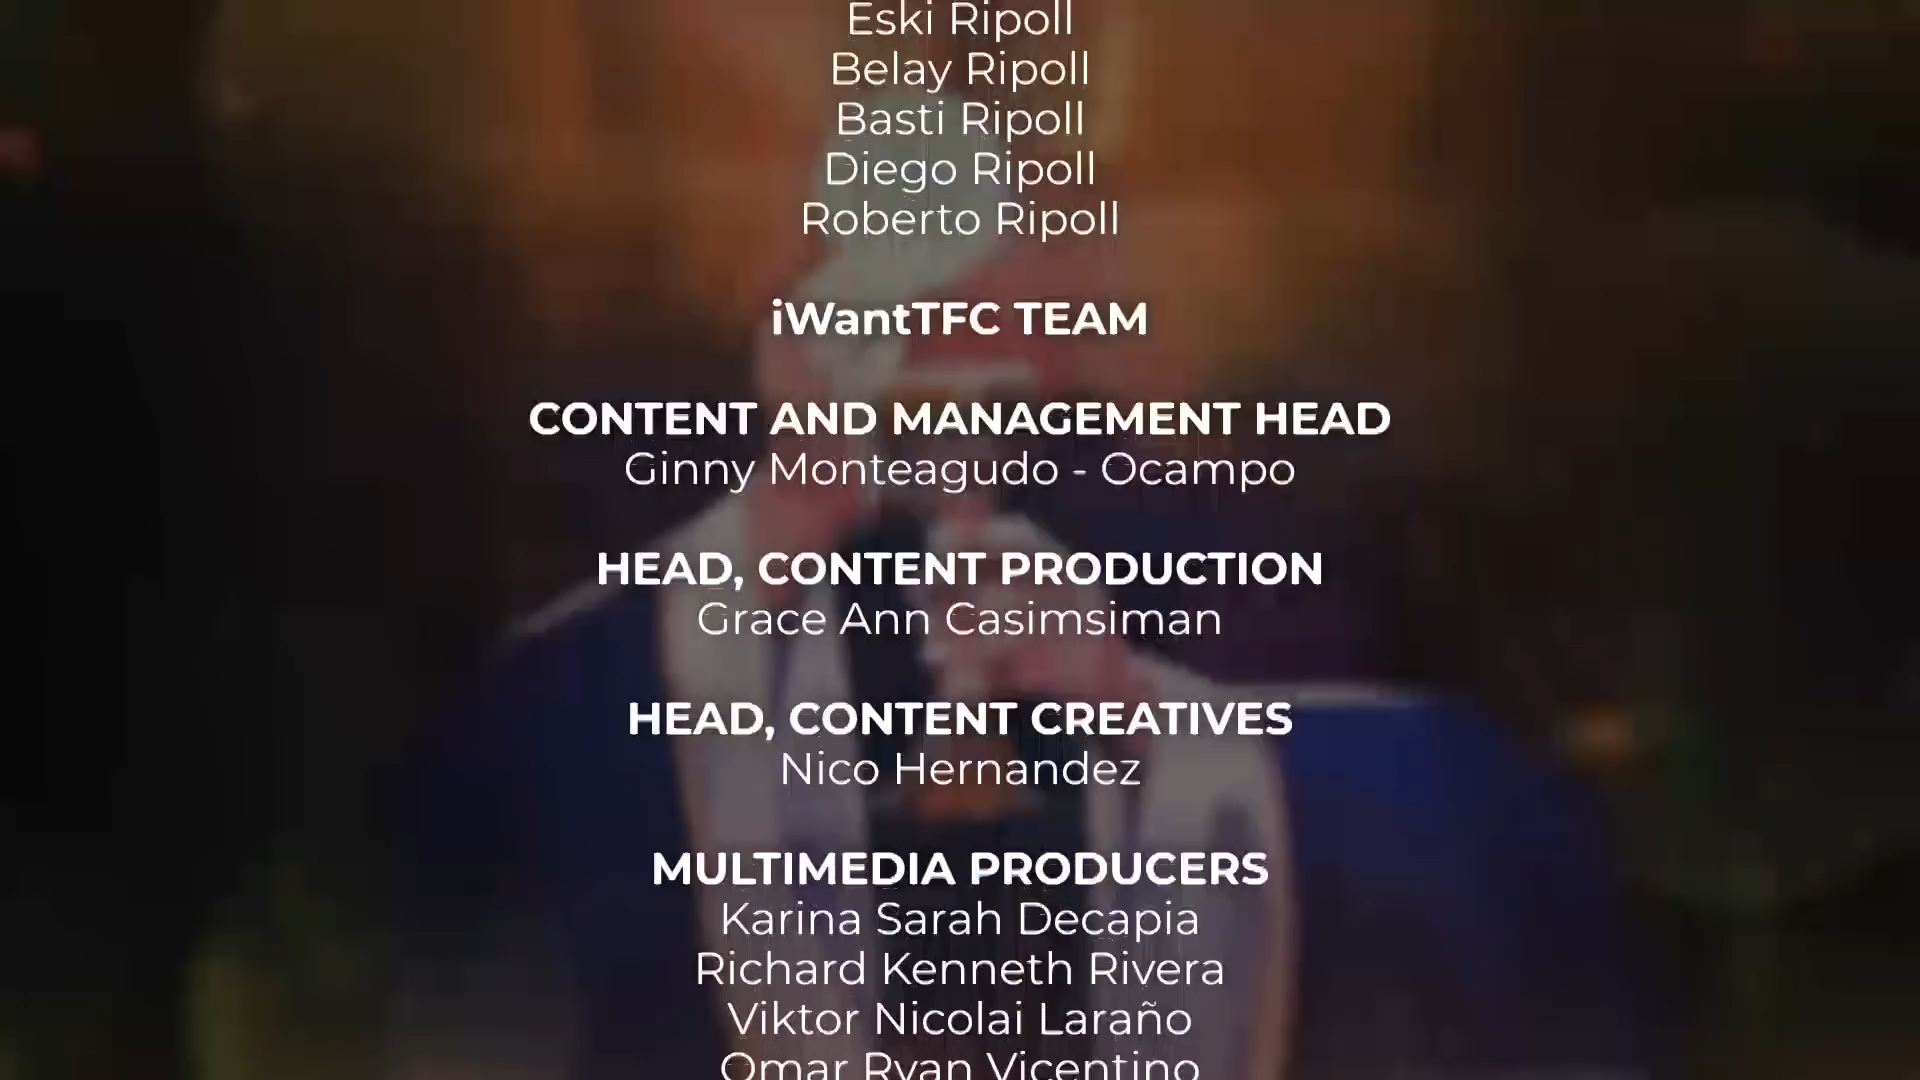 Eski Ripoll
Belay Ripoll
Basti Ripoll
Diego Ripoll
Roberto Ripoll
iWantTFC TEAM
CONTENT AND MANAGEMENT HEAD
Ginny Monteagudo - Ocampo
HEAD, CONTENT PRODUCTION
Grace Ann Casimsiman
HEAD, CONTENT CREATIVES
Nico Hernandez
MULTIMEDIA PRODUCERS
Karina Sarah Decapia
Richard Kenneth Rivera
Viktor Nicolai Laraño
Omar Ryan Vicentino